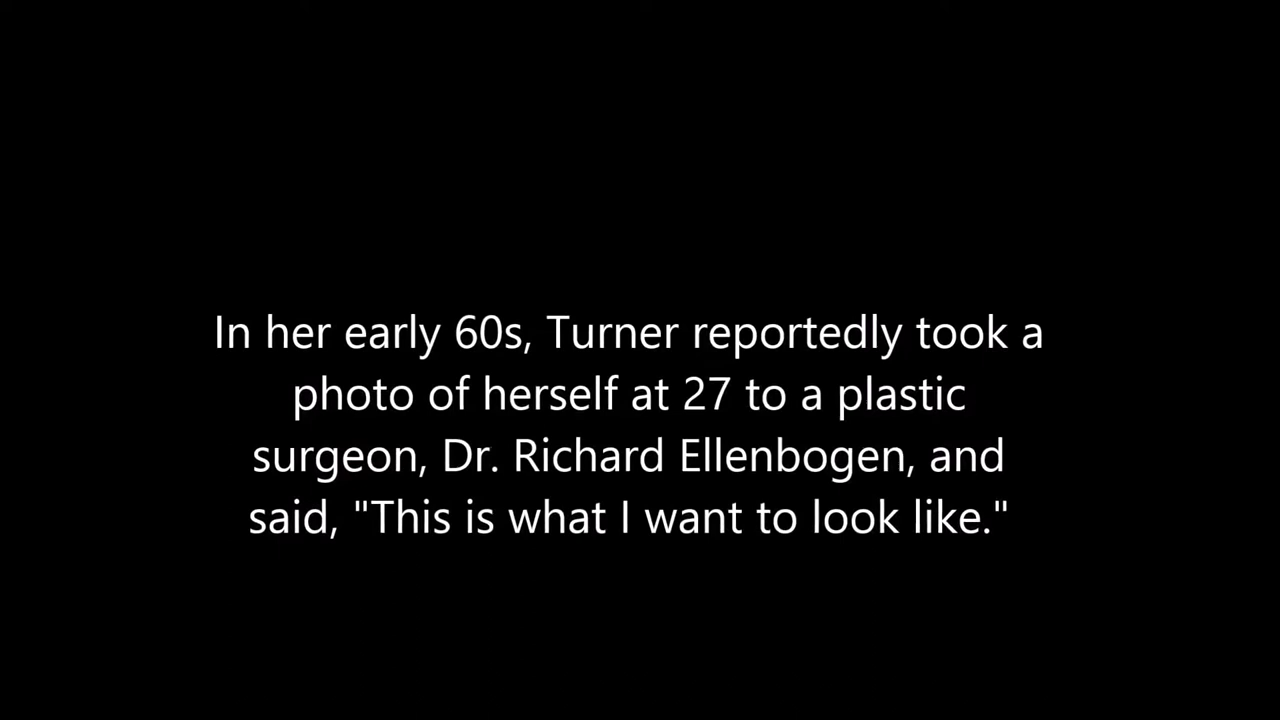 In her early 60s, Turner reportedly took a
photo of herself at 27 to a plastic
surgeon, Dr. Richard Ellenbogen, and
said, "This is what I want to look like."